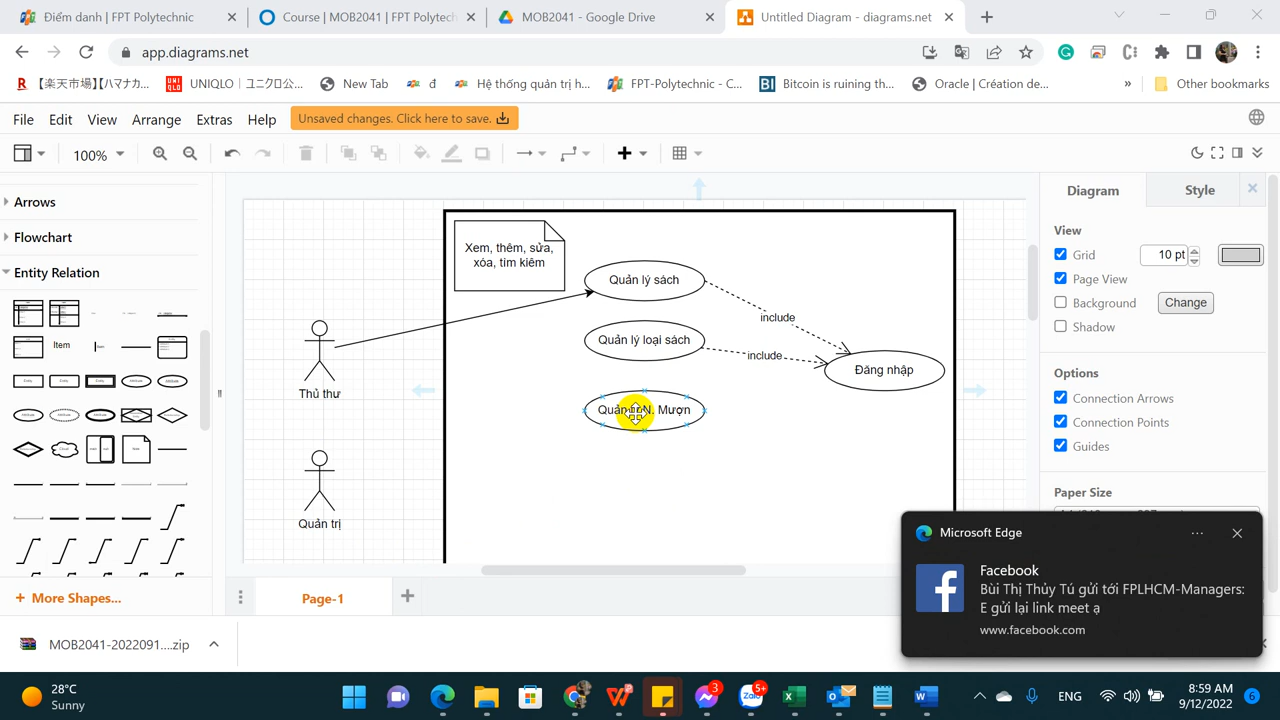 Điểm danh | FPT Polytechnic
Course | MOB2041 | FPT Polytech
MOB2041 - Google Drive
Untitled Diagram - diagrams.net
app.diagrams.net
【楽天市場】【ハマナカ...
UNIQLO｜ユニクロ公...
New Tab
đ
Hệ thống quản trị h...
FPT-Polytechnic - C...
Bitcoin is ruining th...
Oracle | Création de...
»
Other bookmarks
File
Edit
View
Arrange
Extras
Help
Unsaved changes. Click here to save.
100%
Arrows
Flowchart
Entity Relation
Item
+ More Shapes...
Xem, thêm, sửa,
xóa, tìm kiêm
Quản lý sách
include
Quản lý loại sách
include
Đăng nhập
Mượn
Thủ thư
Quản trị
Page-1
Diagram
Style
View
Grid
10 pt
Page View
Background
Change
Shadow
Options
Connection Arrows
Connection Points
Guides
Paper Size
Microsoft Edge
Facebook
Bùi Thị Thủy Tú gửi tới FPLHCM-Managers:
E gửi lại link meet ạ
www.facebook.com
MOB2041-2022091....zip
28°C
Sunny
3
Zalo
5+
ENG
8:59 AM
9/12/2022
6